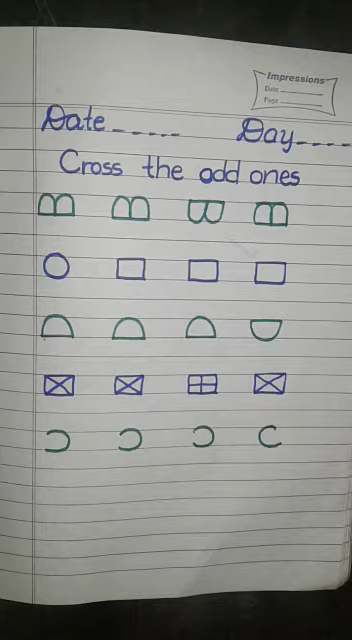 Impressions
Date
Page
Date------ Day----
Cross the odd ones